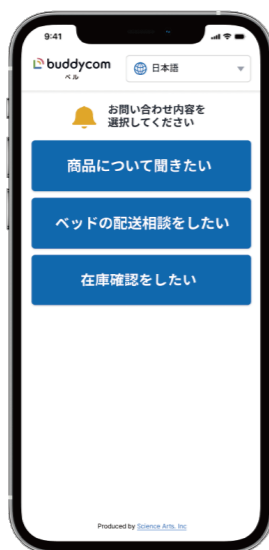 9:41
buddycom
ベル
日本語
お問い合わせ内容を
選択してください
商品について聞きたい
ベッドの配送相談をしたい
在庫確認をしたい
Produced by Science Arts, Inc